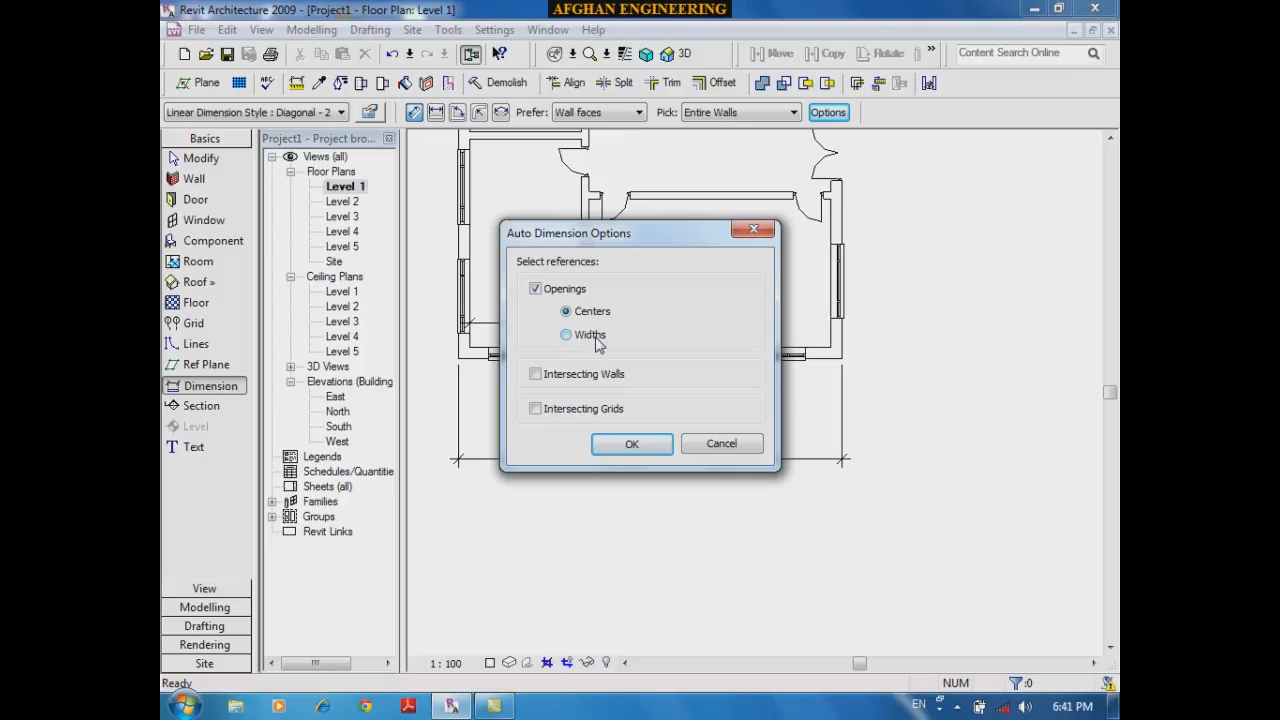 AFGHAN ENGINEERING
Revit Architecture 2009 - [Project1 - Floor Plan: Level 1]
File Edit View Modelling Drafting Site Tools Settings Window Help
Move Copy Rotate » Content Search Online
3D
Plane Demolish Align Split Trim Offset
Linear Dimension Style : Diagonal - 2 Prefer: Wall faces Pick: Entire Walls Options
Basics
Modify
Wall
Door
Window
Component
Room
Roof »
Floor
Grid
Lines
Ref Plane
Dimension
Section
Level
Text
View
Modelling
Drafting
Rendering
Site
Project1 - Project bro...
Views (all)
Floor Plans
Level 1
Level 2
Level 3
Level 4
Level 5
Site
Ceiling Plans
Level 1
Level 2
Level 3
Level 4
Level 5
3D Views
Elevations (Building
East
North
South
West
Legends
Schedules/Quantitie
Sheets (all)
Families
Groups
Revit Links
Auto Dimension Options
Select references:
Openings
Centers
Widths
Intersecting Walls
Intersecting Grids
OK Cancel
1 : 100
Ready NUM :0
EN 6:41 PM